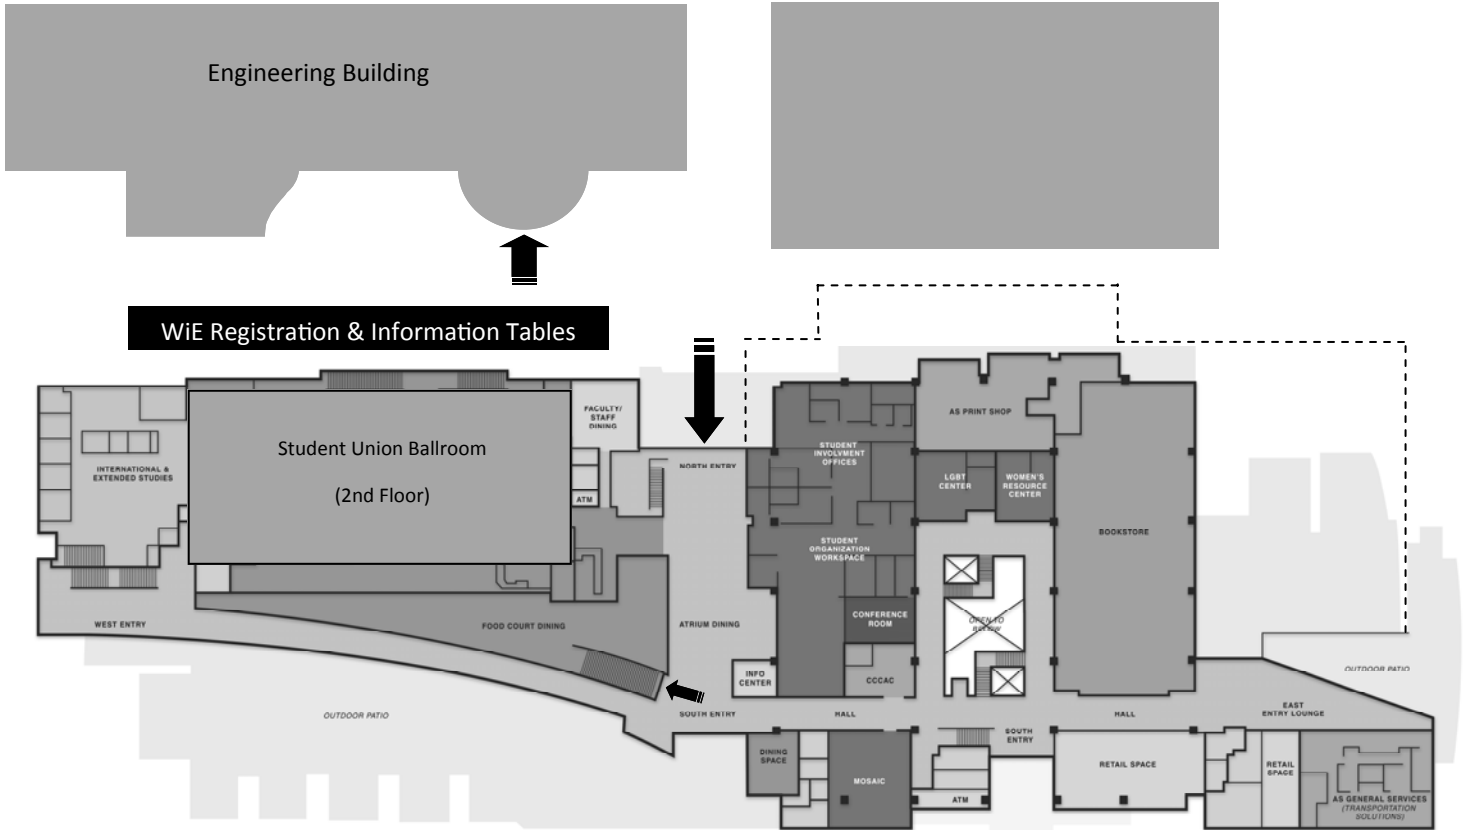 Engineering Building
WiE Registration & Information Tables
FACULTY/
STAFF
DINING
AS PRINT SHOP
Student Union Ballroom
(2nd Floor)
STUDENT
INVOLVMENT
OFFICES
NORTH ENTRY
INTERNATIONAL &
EXTENDED STUDIES
LGBT
CENTER
WOMEN'S
RESOURCE
CENTER
ATM
BOOKSTORE
STUDENT
ORGANIZATION
WORKSPACE
WEST ENTRY
FOOD COURT DINING
ATRIUM DINING
CONFERENCE
ROOM
OPEN TO
BELOW
INFO
CENTER
CCCAC
OUTDOOR PATIO
OUTDOOR PATIO
SOUTH ENTRY
HALL
HALL
EAST
ENTRY LOUNGE
SOUTH
ENTRY
DINING
SPACE
MOSAIC
RETAIL SPACE
RETAIL
SPACE
ATM
AS GENERAL SERVICES
(TRANSPORTATION
SOLUTIONS)